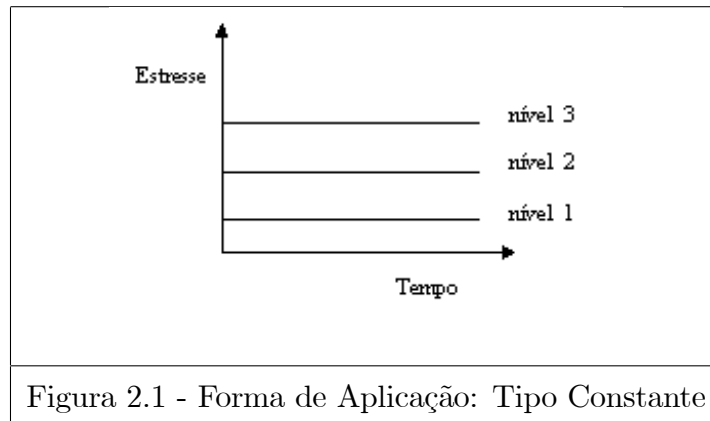 Estresse
nível 3
nível 2
nível 1
Tempo
Figura 2.1 - Forma de Aplicação: Tipo Constante